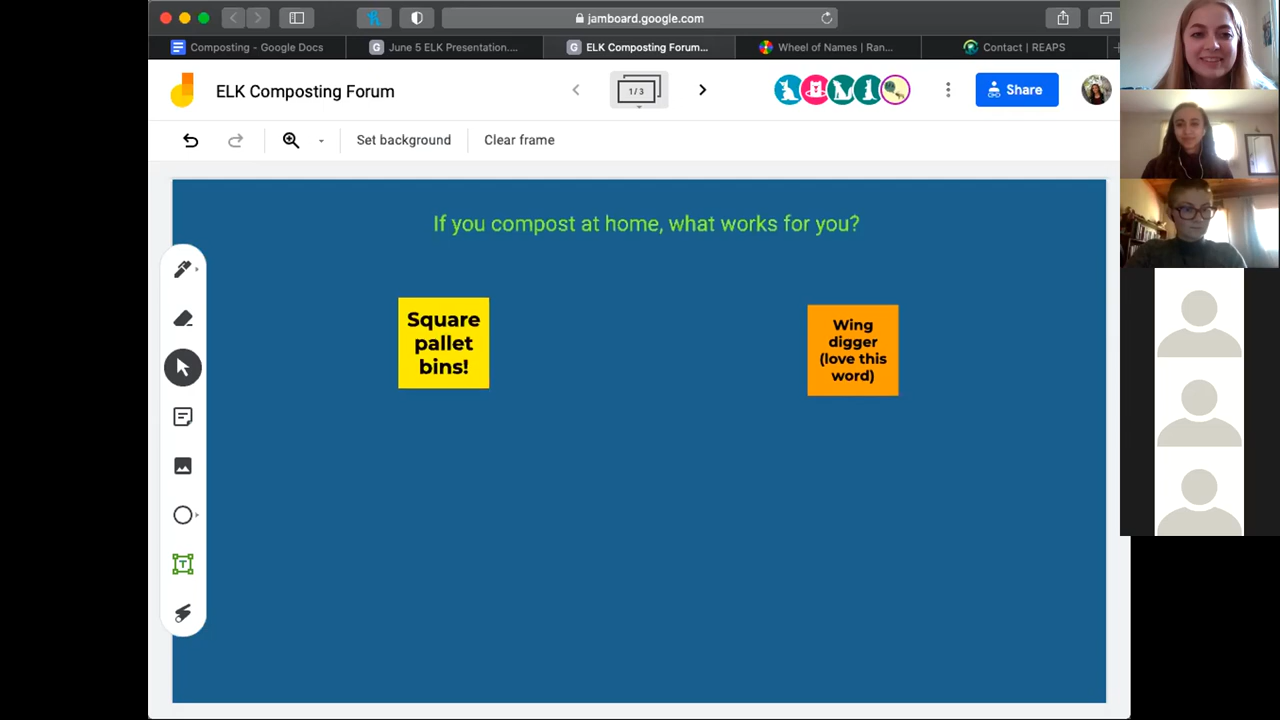 jamboard.google.com
Composting - Google Docs
June 5 ELK Presentation....
ELK Composting Forum...
Wheel of Names | Ran...
Contact | REAPS
ELK Composting Forum
1/3
Share
Set background
Clear frame
If you compost at home, what works for you?
Square
pallet
bins!
Wing
digger
(love this
word)